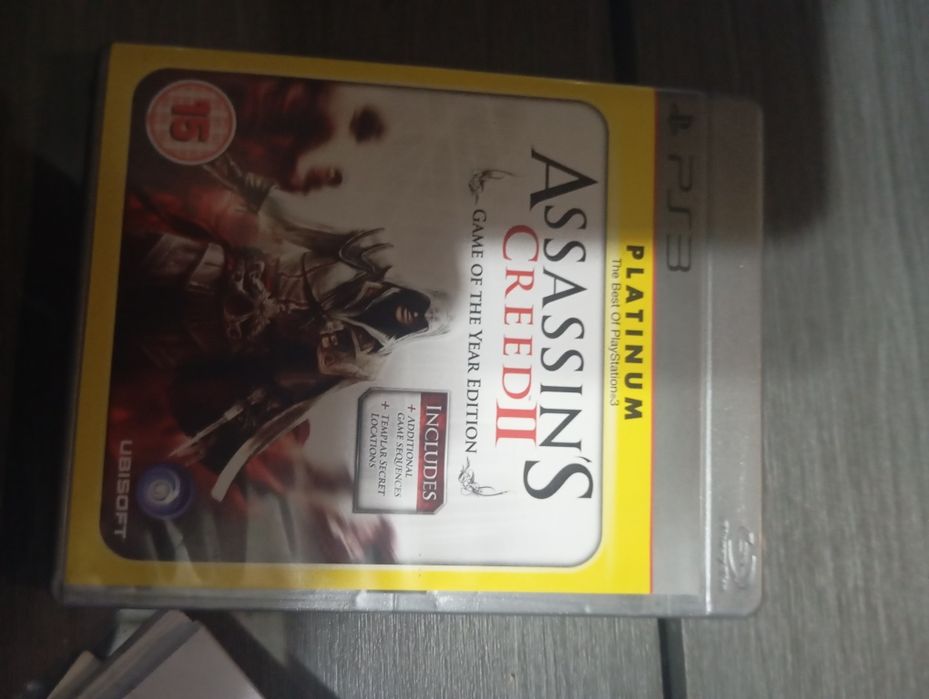 PS3
PLATINUM
The Best Of PlayStation®3
ASSASSIN'S
CREED II
GAME OF THE YEAR EDITION
INCLUDES
+ ADDITIONAL
GAME SEQUENCES
+ TEMPLAR SECRET
LOCATIONS
15
UBISOFT